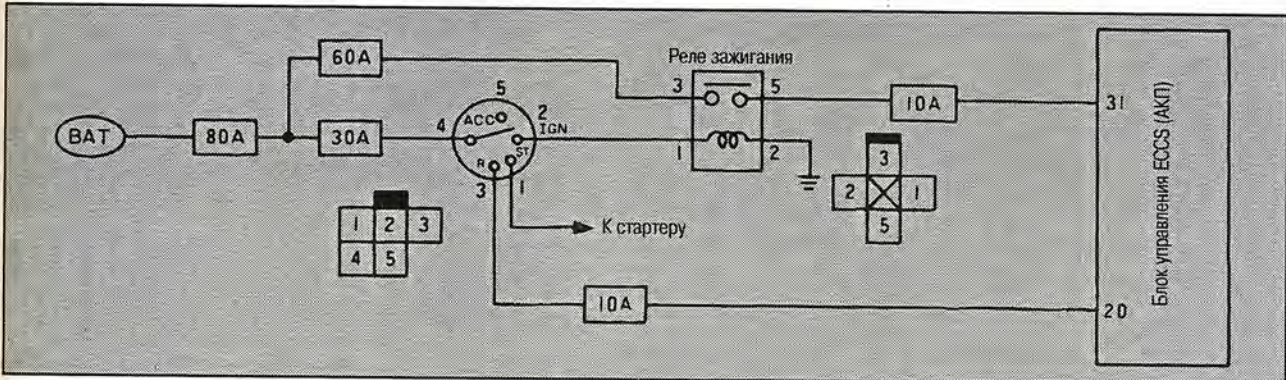 60A
Реле зажигания
5
3
5
10A
31
BAT
80A
30A
4
ACC
2
IGN
R
ST
3
1
1
2
3
2
1
5
1
2
3
4
5
К стартеру
10A
20
Блок управления ECCS (АКП)